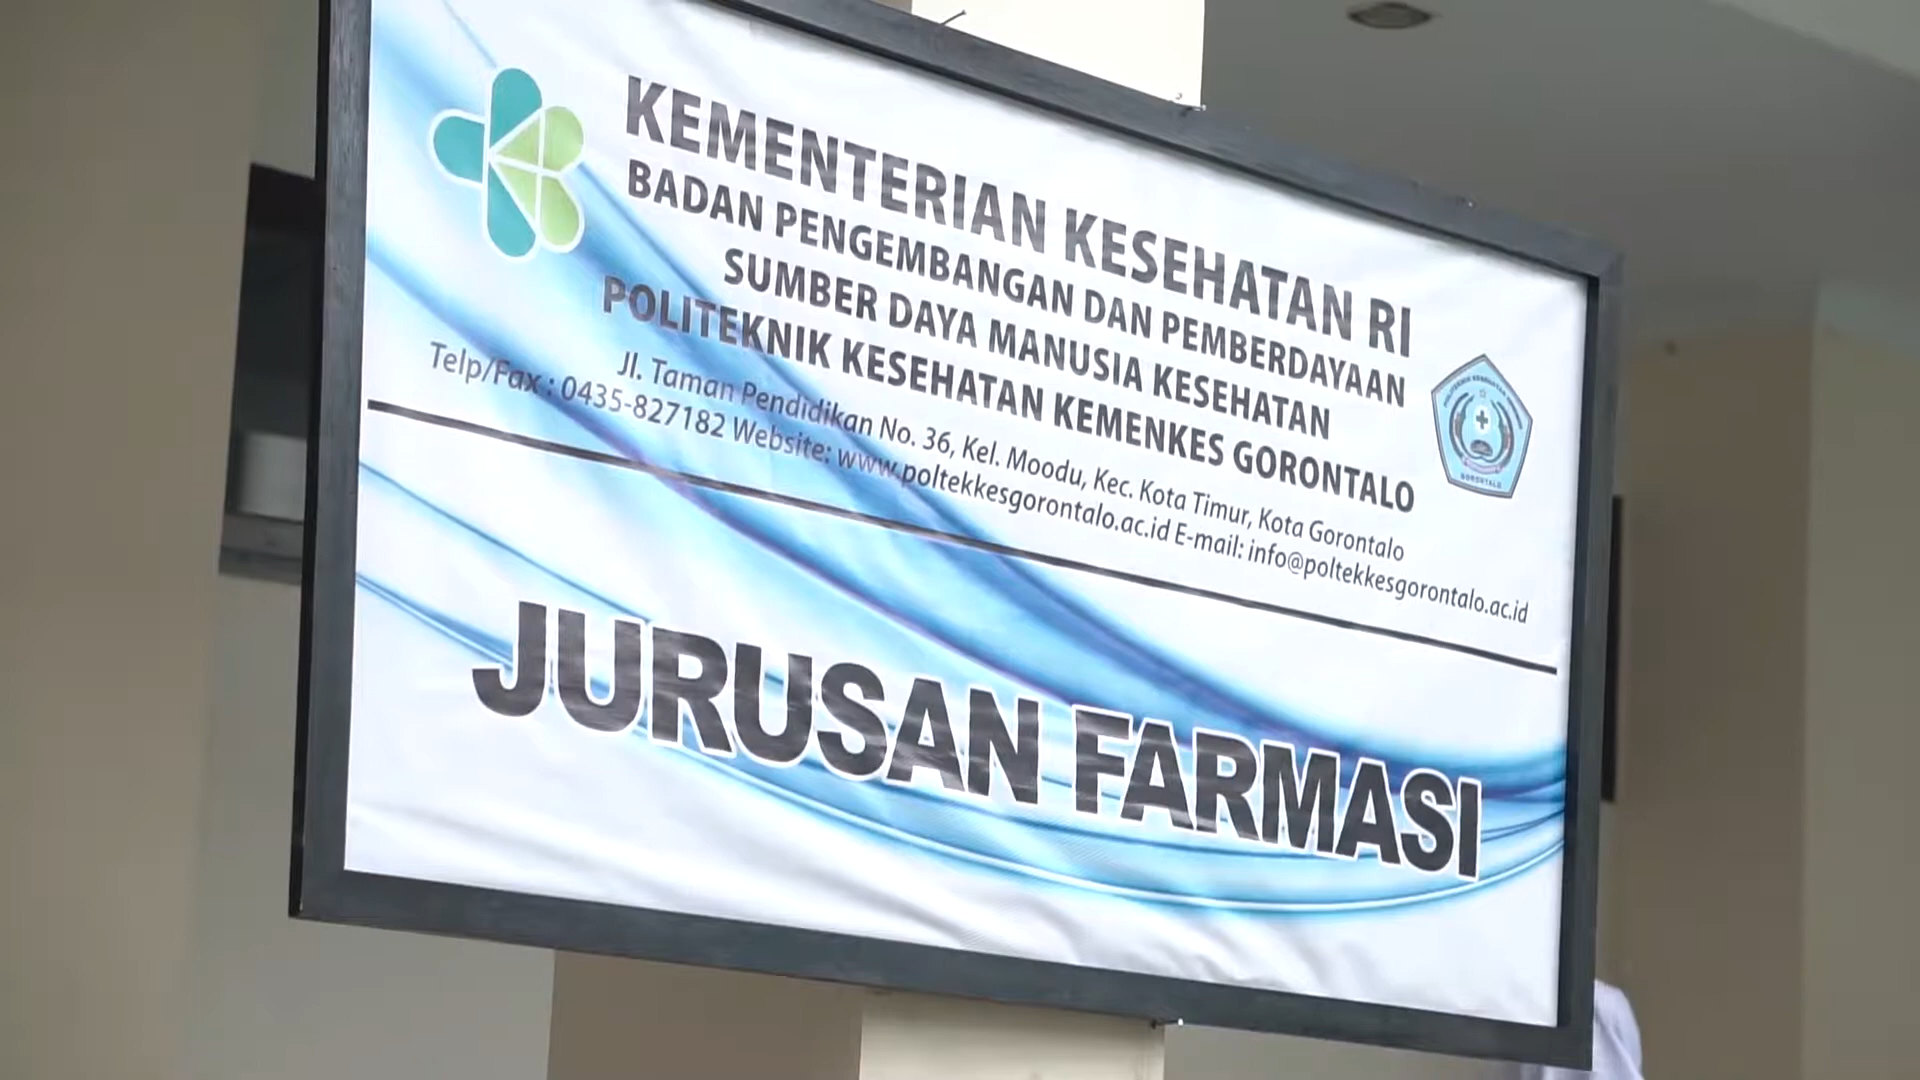 KEMENTERIAN KESEHATAN RI
BADAN PENGEMBANGAN DAN PEMBERDAYAAN
SUMBER DAYA MANUSIA KESEHATAN
POLITEKNIK KESEHATAN KEMENKES GORONTALO
Jl. Taman Pendidikan No. 36, Kel. Moodu, Kec. Kota Timur, Kota Gorontalo
Telp/Fax : 0435-827182 Website: www.poltekkesgorontalo.ac.id E-mail: info@poltekkesgorontalo.ac.id
GORONTALO
JURUSAN FARMASI